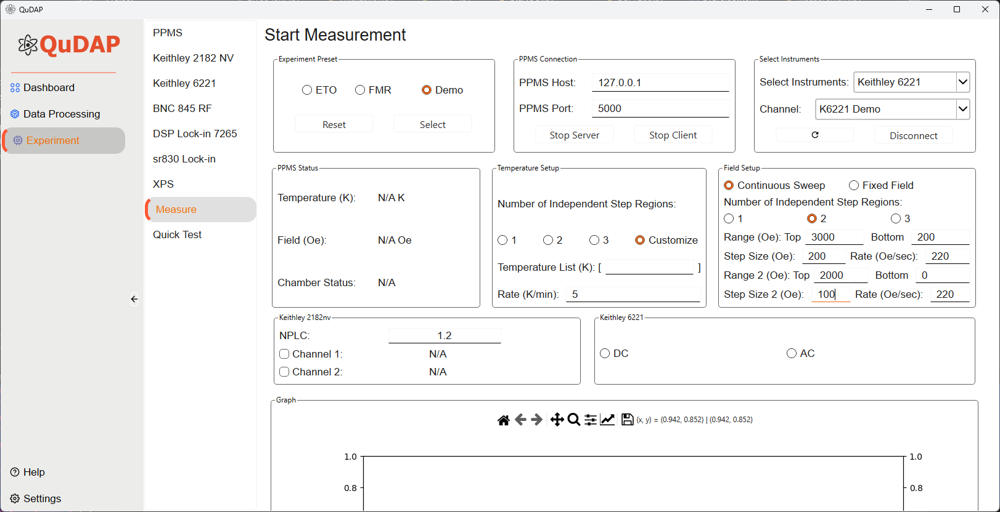 QuDAP
QuDAP
Dashboard
Data Processing
Experiment
Help
Settings
PPMS
Keithley 2182 NV
Keithley 6221
BNC 845 RF
DSP Lock-in 7265
sr830 Lock-in
XPS
Measure
Quick Test
Start Measurement
Experiment Preset
ETO FMR Demo
Reset Select
PPMS Connection
PPMS Host: 127.0.0.1
PPMS Port: 5000
Stop Server Stop Client
Select Instruments
Select Instruments: Keithley 6221
Channel: K6221 Demo
Disconnect
PPMS Status
Temperature (K): N/A K
Field (Oe): N/A Oe
Chamber Status: N/A
Temperature Setup
Number of Independent Step Regions:
1 2 3 Customize
Temperature List (K): [ ]
Rate (K/min): 5
Field Setup
Continuous Sweep Fixed Field
Number of Independent Step Regions:
1 2 3
Range (Oe): Top 3000 Bottom 200
Step Size (Oe): 200 Rate (Oe/sec): 220
Range 2 (Oe): Top 2000 Bottom 0
Step Size 2 (Oe): 100 Rate (Oe/sec): 220
Keithley 2182nv
NPLC: 1.2
Channel 1: N/A
Channel 2: N/A
Keithley 6221
DC AC
Graph
(x, y) = (0.942, 0.852) | (0.942, 0.852)
1.0 1.0
0.8 0.8